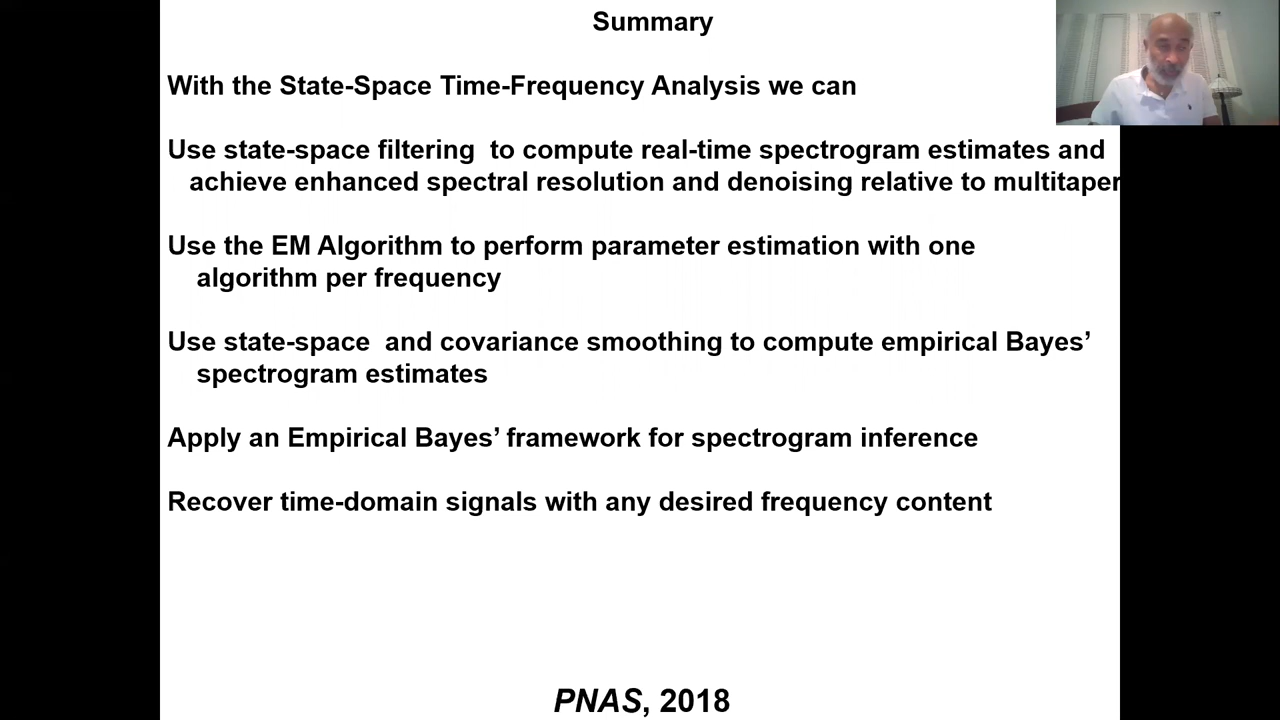 Summary
With the State-Space Time-Frequency Analysis we can
Use state-space filtering  to compute real-time spectrogram estimates and
achieve enhanced spectral resolution and denoising relative to multitaper
Use the EM Algorithm to perform parameter estimation with one
algorithm per frequency
Use state-space  and covariance smoothing to compute empirical Bayes’
spectrogram estimates
Apply an Empirical Bayes’ framework for spectrogram inference
Recover time-domain signals with any desired frequency content
PNAS, 2018